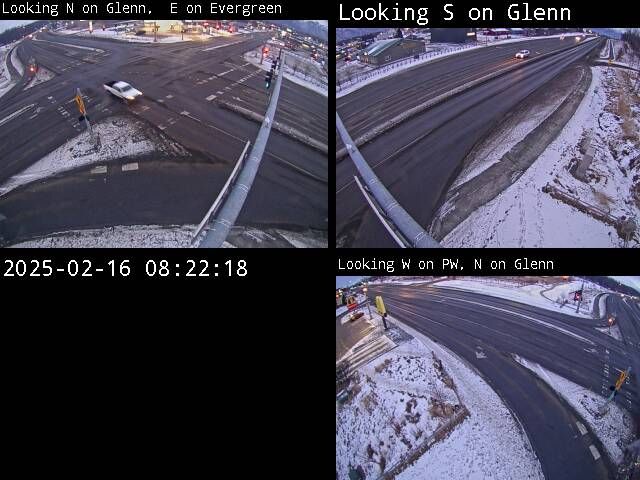 Looking N on Glenn,  E on Evergreen
Looking S on Glenn
2025-02-16 08:22:18
Looking W on PW, N on Glenn